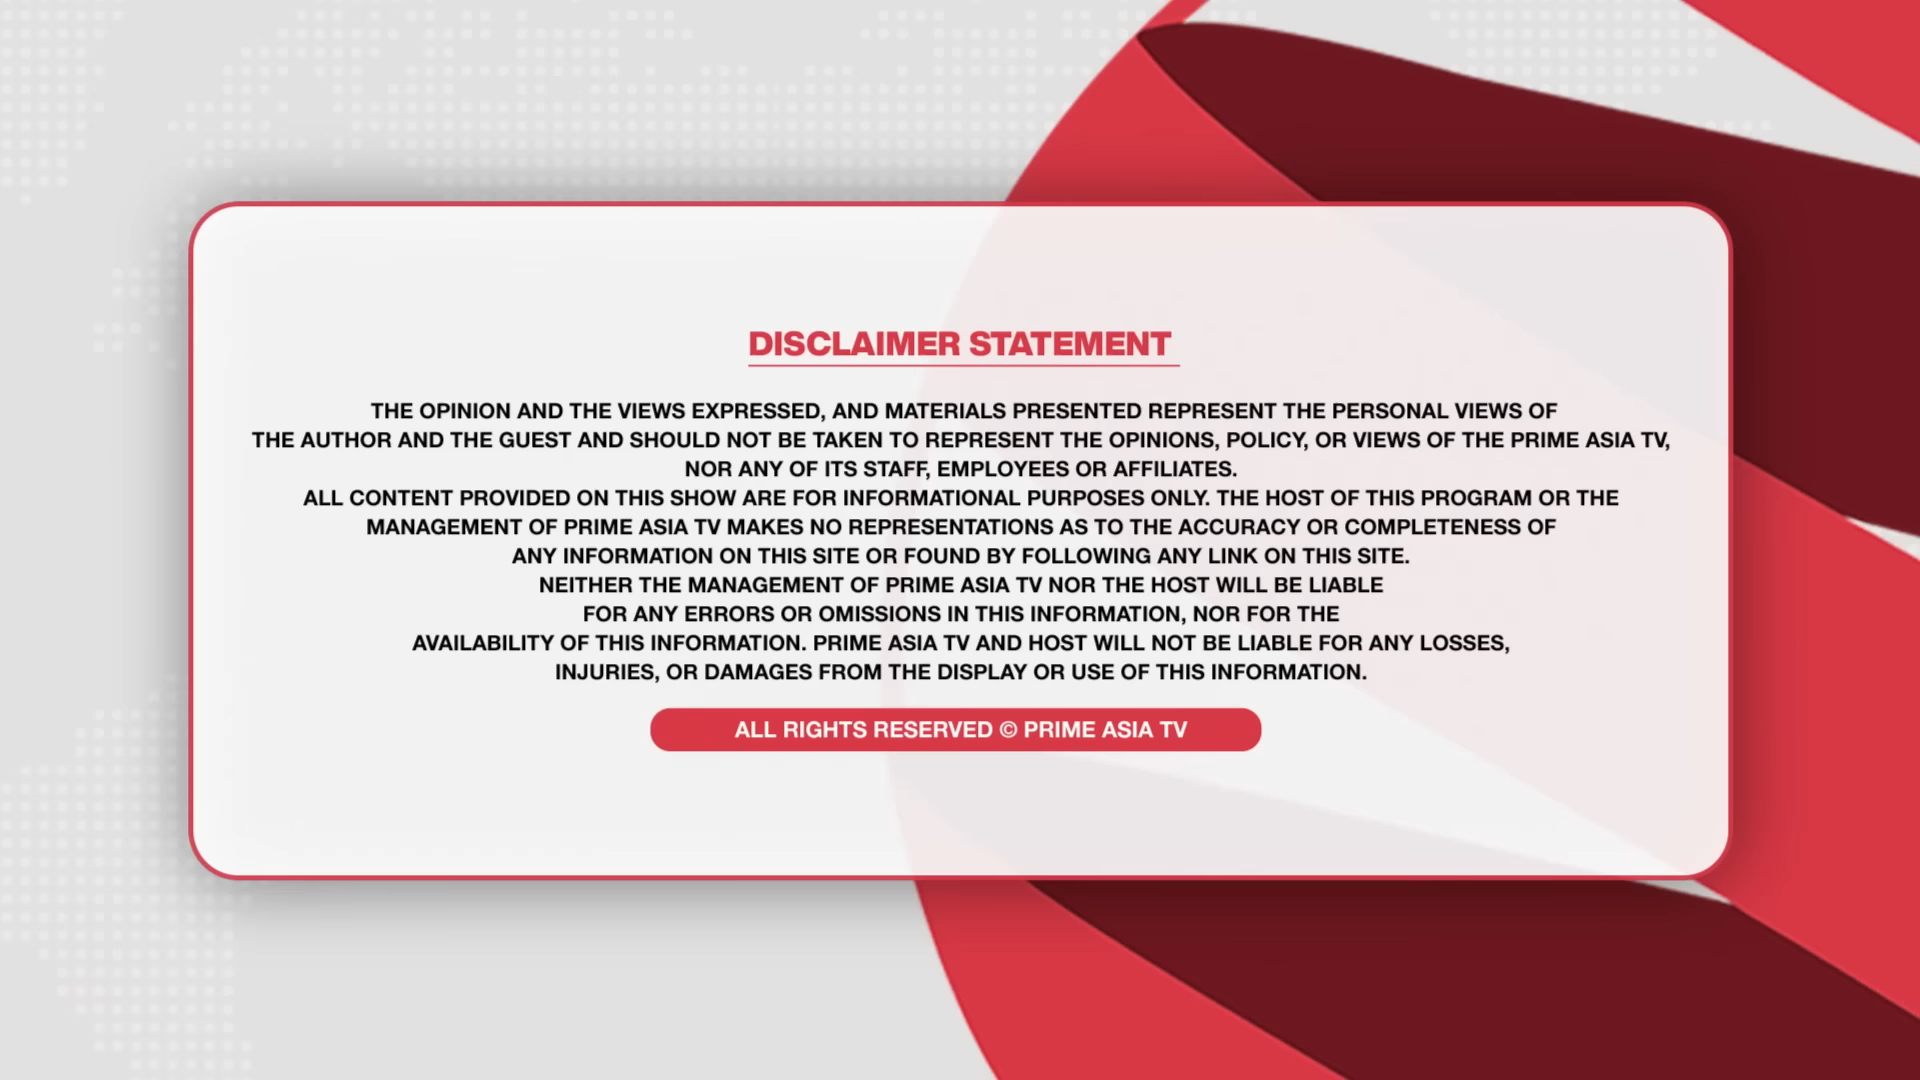 DISCLAIMER STATEMENT
THE OPINION AND THE VIEWS EXPRESSED, AND MATERIALS PRESENTED REPRESENT THE PERSONAL VIEWS OF
THE AUTHOR AND THE GUEST AND SHOULD NOT BE TAKEN TO REPRESENT THE OPINIONS, POLICY, OR VIEWS OF THE PRIME ASIA TV,
NOR ANY OF ITS STAFF, EMPLOYEES OR AFFILIATES.
ALL CONTENT PROVIDED ON THIS SHOW ARE FOR INFORMATIONAL PURPOSES ONLY. THE HOST OF THIS PROGRAM OR THE
MANAGEMENT OF PRIME ASIA TV MAKES NO REPRESENTATIONS AS TO THE ACCURACY OR COMPLETENESS OF
ANY INFORMATION ON THIS SITE OR FOUND BY FOLLOWING ANY LINK ON THIS SITE.
NEITHER THE MANAGEMENT OF PRIME ASIA TV NOR THE HOST WILL BE LIABLE
FOR ANY ERRORS OR OMISSIONS IN THIS INFORMATION, NOR FOR THE
AVAILABILITY OF THIS INFORMATION. PRIME ASIA TV AND HOST WILL NOT BE LIABLE FOR ANY LOSSES,
INJURIES, OR DAMAGES FROM THE DISPLAY OR USE OF THIS INFORMATION.
ALL RIGHTS RESERVED © PRIME ASIA TV